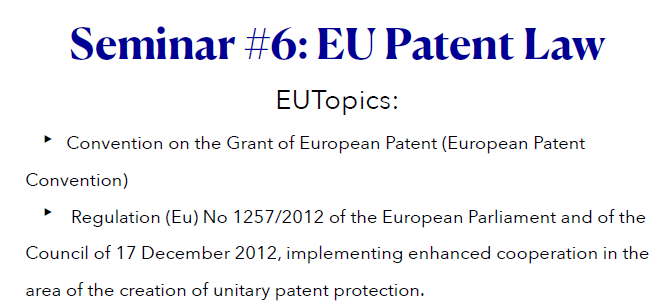 Seminar #6: EU Patent Law
EUTopics:
‣ Convention on the Grant of European Patent (European Patent
Convention)
‣ Regulation (Eu) No 1257/2012 of the European Parliament and of the
Council of 17 December 2012, implementing enhanced cooperation in the
area of the creation of unitary patent protection.